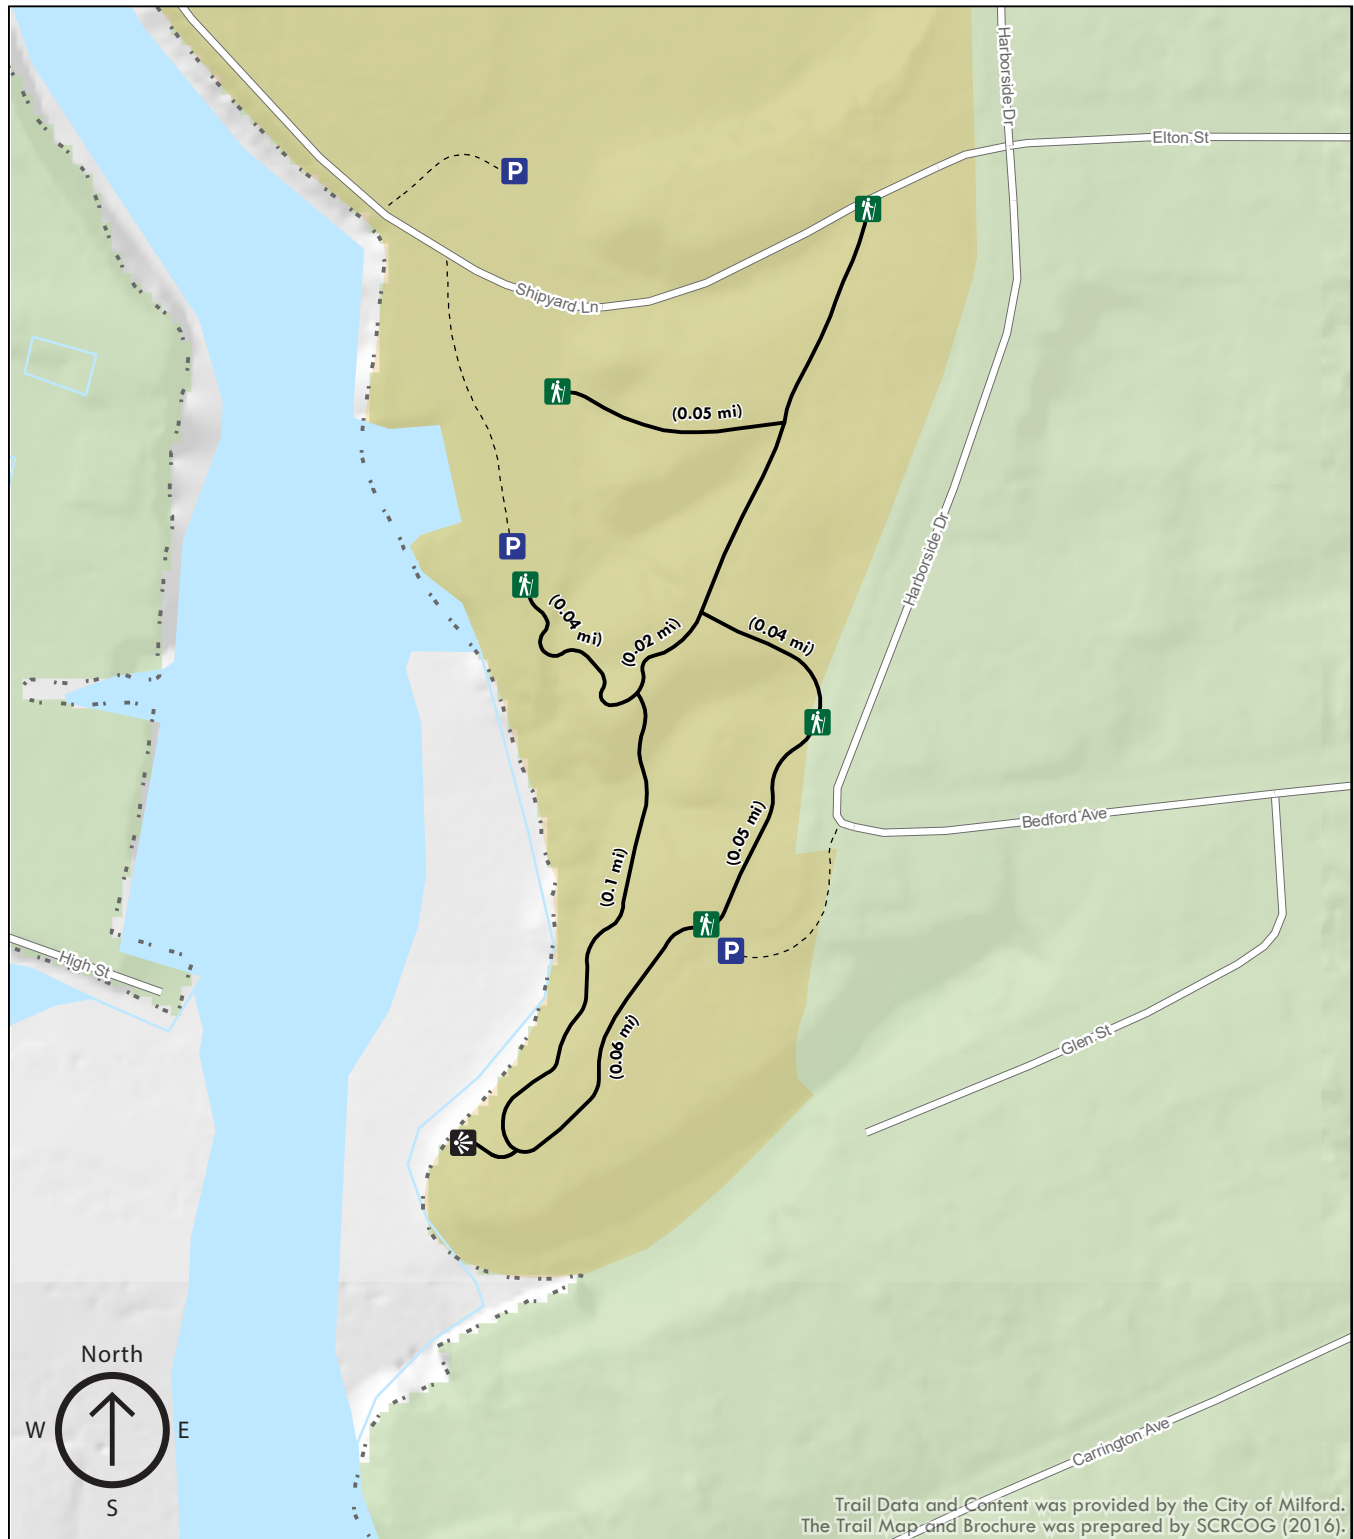 Harborside Dr
Elton St
P
Shipyard Ln
(0.05 mi)
Harborside Dr
P
(0.04 mi)
(0.02 mi)
(0.04 mi)
Bedford Ave
(0.05 mi)
(0.1 mi)
P
High St
Glen St
(0.06 mi)
North
W
E
S
Carrington Ave
Trail Data and Content was provided by the City of Milford.
The Trail Map and Brochure was prepared by SCRCOG (2016).